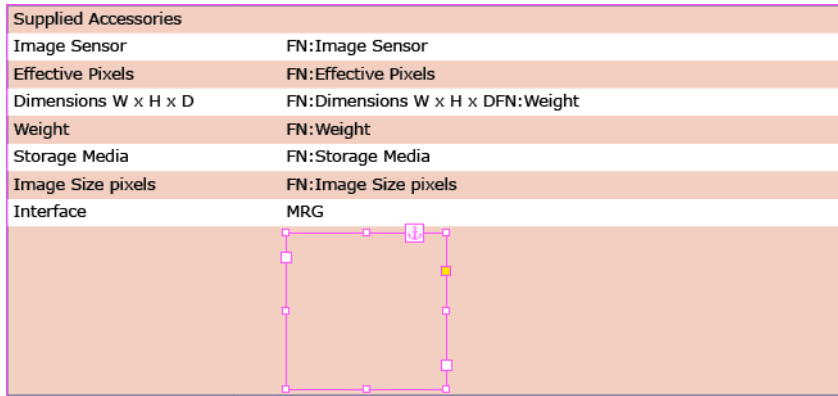 Supplied Accessories
Image Sensor FN:Image Sensor
Effective Pixels FN:Effective Pixels
Dimensions W x H x D FN:Dimensions W x H x DFN:Weight
Weight FN:Weight
Storage Media FN:Storage Media
Image Size pixels FN:Image Size pixels
Interface MRG